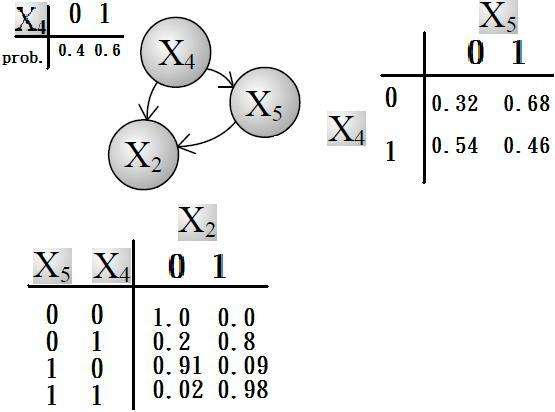 X4 0 1
prob. 0.4 0.6
X4
X5
X2
X5
0 1
X4
0 0.32 0.68
1 0.54 0.46
X2
X5 X4 0 1
0 0 1.0 0.0
0 1 0.2 0.8
1 0 0.91 0.09
1 1 0.02 0.98